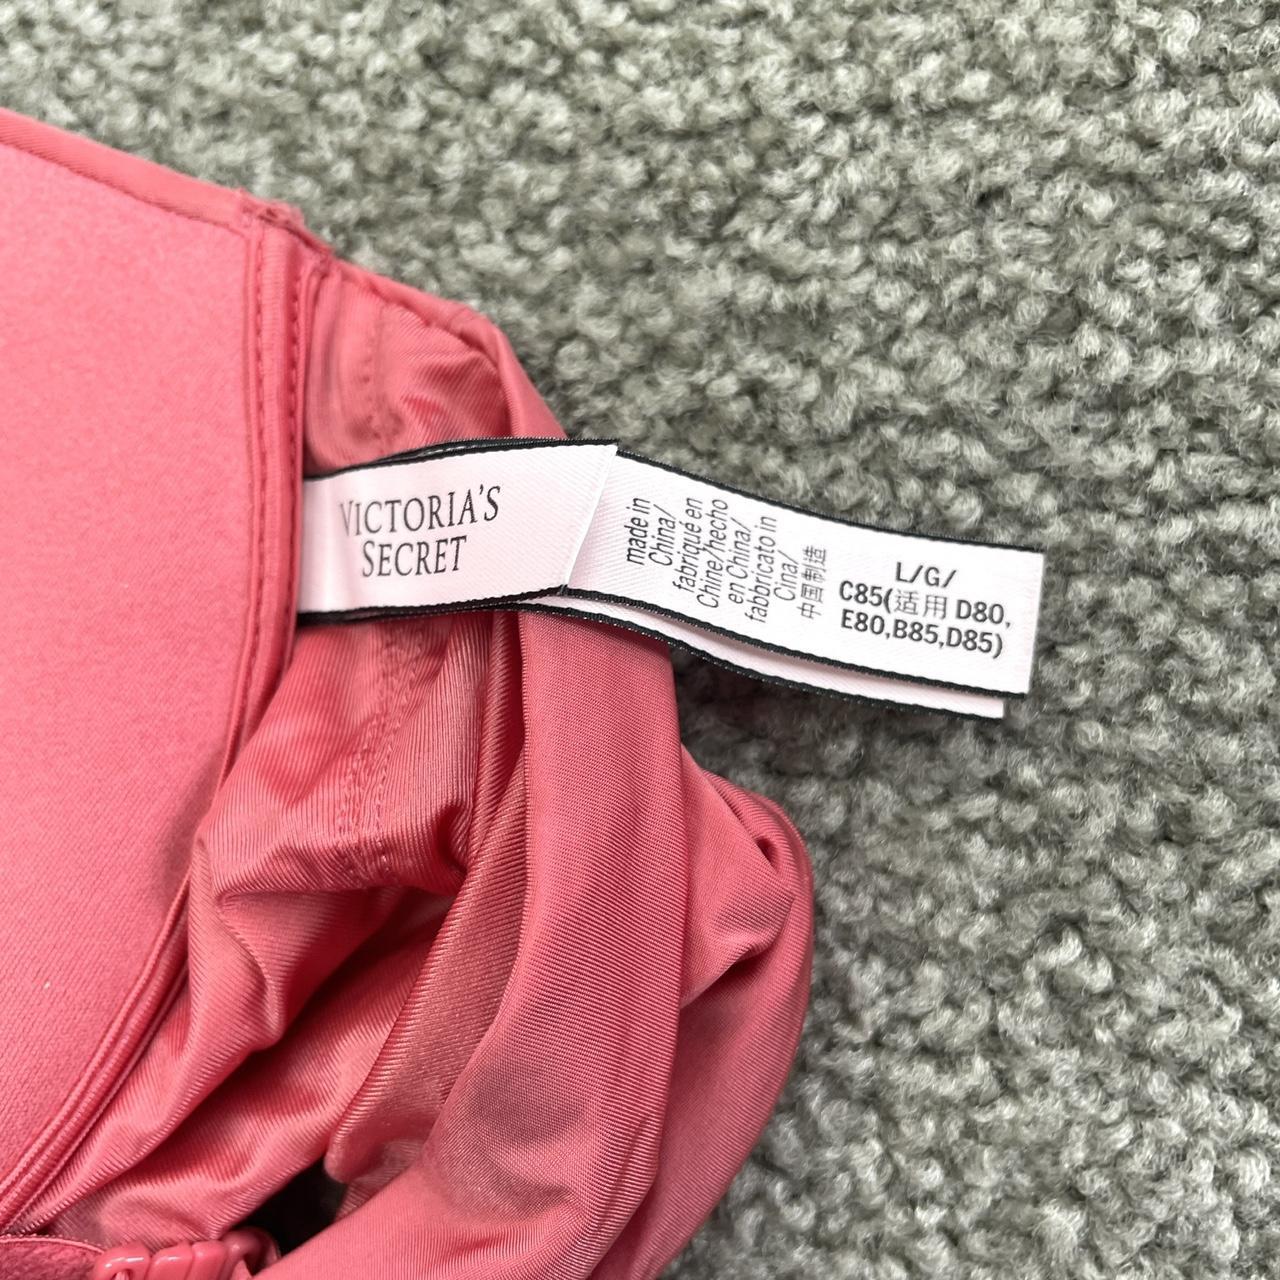 VICTORIA'S
SECRET
made in
China/
fabriqué en
Chine/hecho
en China/
fabbricato in
Cina/
中国制造
L/G/
C85(适用 D80,
E80,B85,D85)